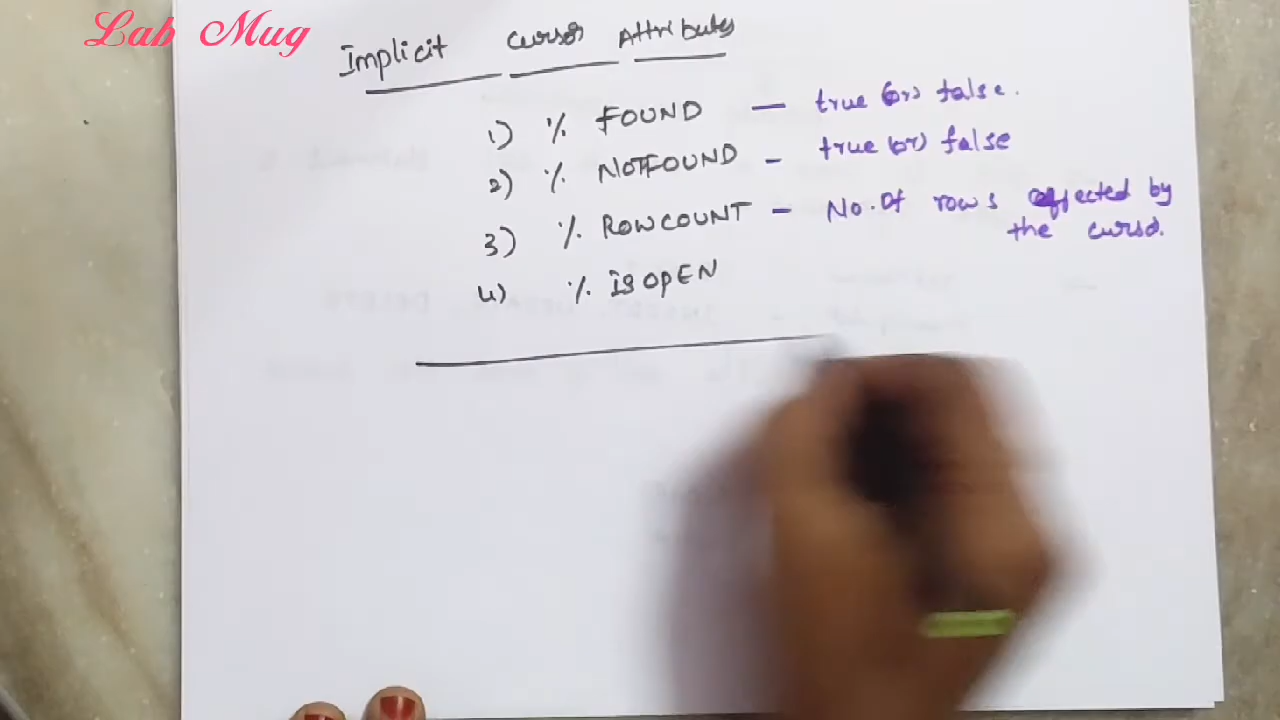 Lab Mug
Implicit cursor Attributes
1) % FOUND — true (or) false.
2) % NOTFOUND - true (or) false
3) % ROWCOUNT - No. Of rows affected by
the cursor.
4) % ISOPEN